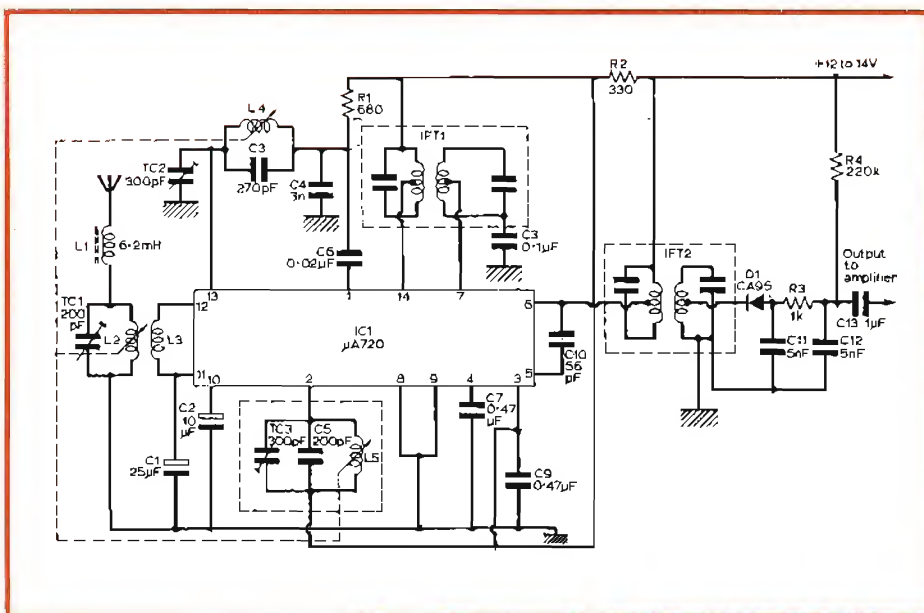 +12 to 14V
R2
330
L4
R1
680
IFT1
TC2
300pF
C3
270pF
C4
3n
R4
220k
L1
6·2mH
C6
0·02µF
C3
0·1µF
IFT2
Output
to
amplifier
D1
R3
1k
C13 1µF
TC1
200
pF
L2
L3
13
1
14
7
12
6
IC1
µA720
C10
56
pF
C11
5nF
C12
5nF
11
10
2
8
9
4
3
5
C2
10
µF
C7
0·47
µF
TC3
300pF
C5
200pF
L5
C1
25µF
C9
0·47µF